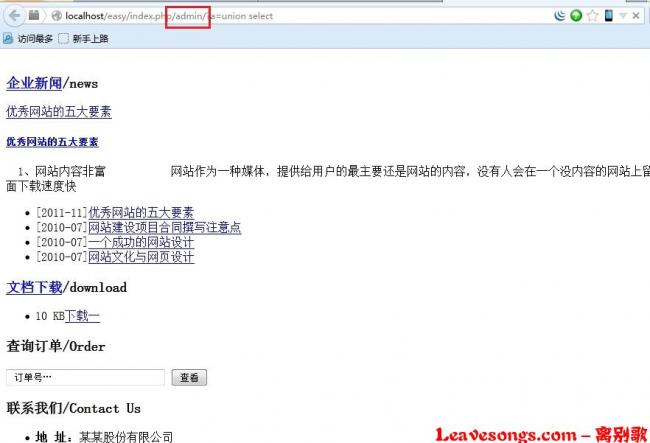 localhost/easy/index.php/admin/?a=union select
访问最多 新手上路
企业新闻/news
优秀网站的五大要素
优秀网站的五大要素
1、网站内容非富 网站作为一种媒体，提供给用户的最主要还是网站的内容，没有人会在一个没内容的网站上留
面下载速度快
[2011-11]优秀网站的五大要素
[2010-07]网站建设项目合同撰写注意点
[2010-07]一个成功的网站设计
[2010-07]网站文化与网页设计
文档下载/download
10 KB下载一
查询订单/Order
订单号… 查看
联系我们/Contact Us
地 址：某某股份有限公司
Leavesongs.com – 离别歌